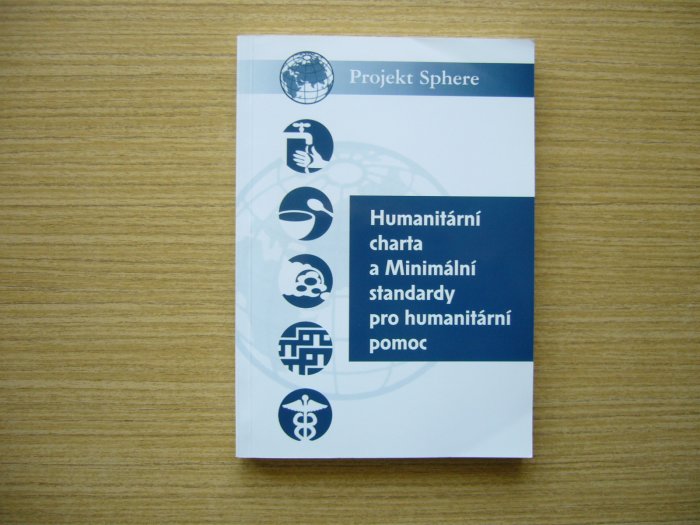 Projekt Sphere
Humanitární
charta
a Minimální
standardy
pro humanitární
pomoc